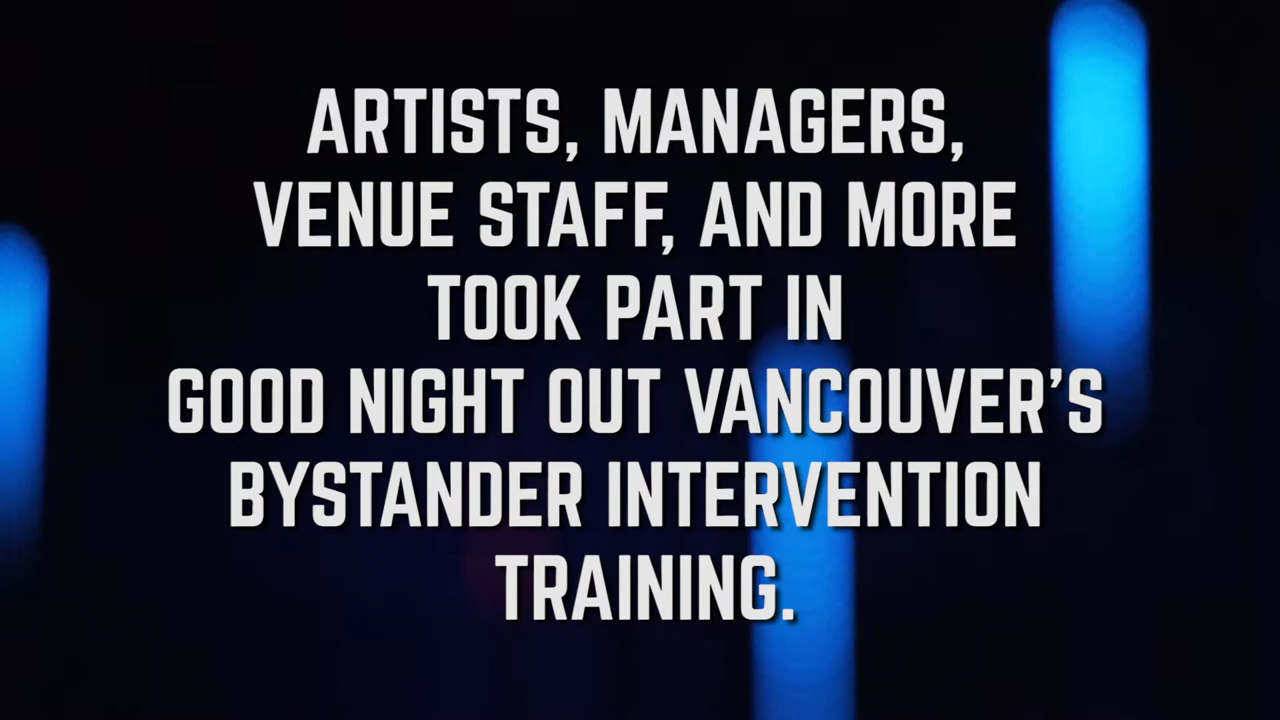 ARTISTS, MANAGERS,
VENUE STAFF, AND MORE
TOOK PART IN
GOOD NIGHT OUT VANCOUVER’S
BYSTANDER INTERVENTION
TRAINING.